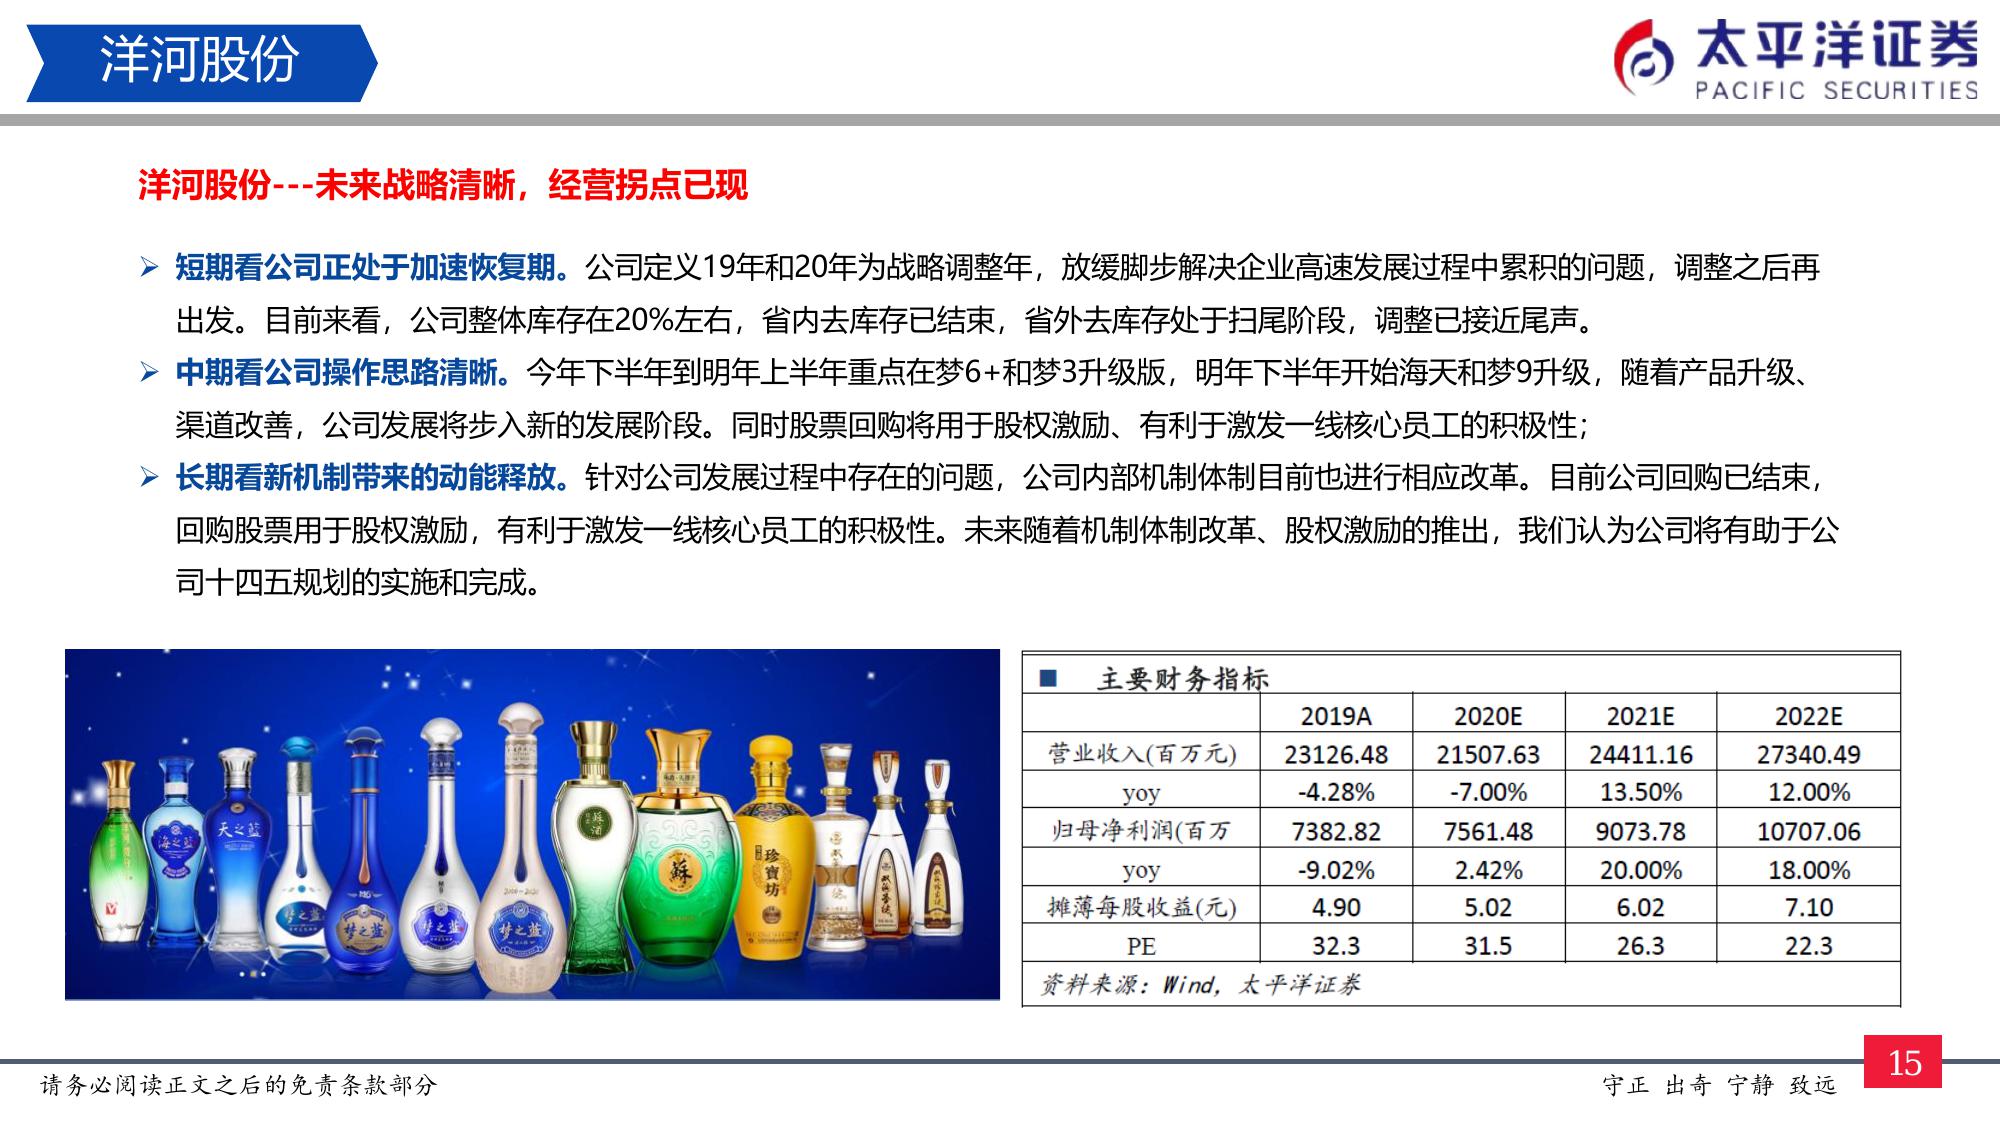 洋河股份
太平洋证券
PACIFIC SECURITIES
洋河股份---未来战略清晰，经营拐点已现
短期看公司正处于加速恢复期。公司定义19年和20年为战略调整年，放缓脚步解决企业高速发展过程中累积的问题，调整之后再
出发。目前来看，公司整体库存在20%左右，省内去库存已结束，省外去库存处于扫尾阶段，调整已接近尾声。
中期看公司操作思路清晰。今年下半年到明年上半年重点在梦6+和梦3升级版，明年下半年开始海天和梦9升级，随着产品升级、
渠道改善，公司发展将步入新的发展阶段。同时股票回购将用于股权激励、有利于激发一线核心员工的积极性；
长期看新机制带来的动能释放。针对公司发展过程中存在的问题，公司内部机制体制目前也进行相应改革。目前公司回购已结束，
回购股票用于股权激励，有利于激发一线核心员工的积极性。未来随着机制体制改革、股权激励的推出，我们认为公司将有助于公
司十四五规划的实施和完成。
海之蓝
天之蓝
梦之蓝
梦之蓝
梦之蓝
梦之蓝
蘇酒
蘇
珍寶坊
主要财务指标
2019A 2020E 2021E 2022E
营业收入(百万元) 23126.48 21507.63 24411.16 27340.49
yoy -4.28% -7.00% 13.50% 12.00%
归母净利润(百万 7382.82 7561.48 9073.78 10707.06
yoy -9.02% 2.42% 20.00% 18.00%
摊薄每股收益(元) 4.90 5.02 6.02 7.10
PE 32.3 31.5 26.3 22.3
资料来源：Wind，太平洋证券
请务必阅读正文之后的免责条款部分
守正 出奇 宁静 致远
15